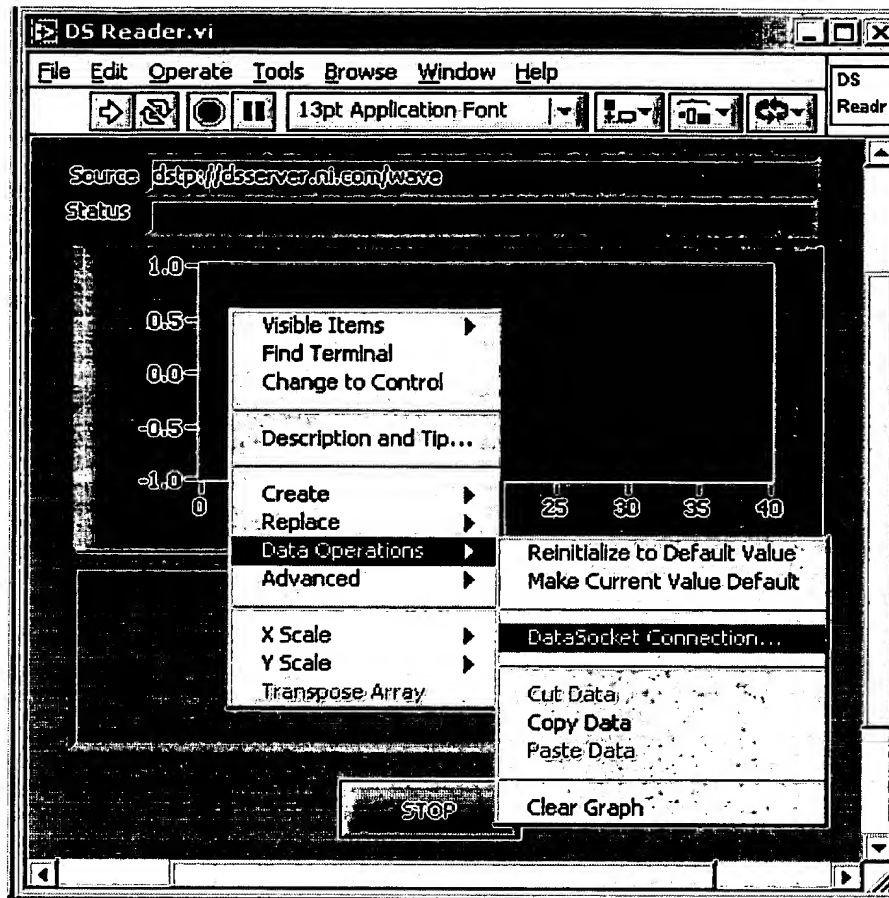 DS Reader.vi
File Edit Operate Tools Browse Window Help
DS
Readr
13pt Application Font
Source dstp://dsserver.ni.com/wave
Status
1.0
0.5
0.0
-0.5
-1.0
0 25 30 35 40
Visible Items
Find Terminal
Change to Control
Description and Tip...
Create
Replace
Data Operations
Advanced
X Scale
Y Scale
Transpose Array
Reinitialize to Default Value
Make Current Value Default
DataSocket Connection...
Cut Data
Copy Data
Paste Data
Clear Graph
STOP